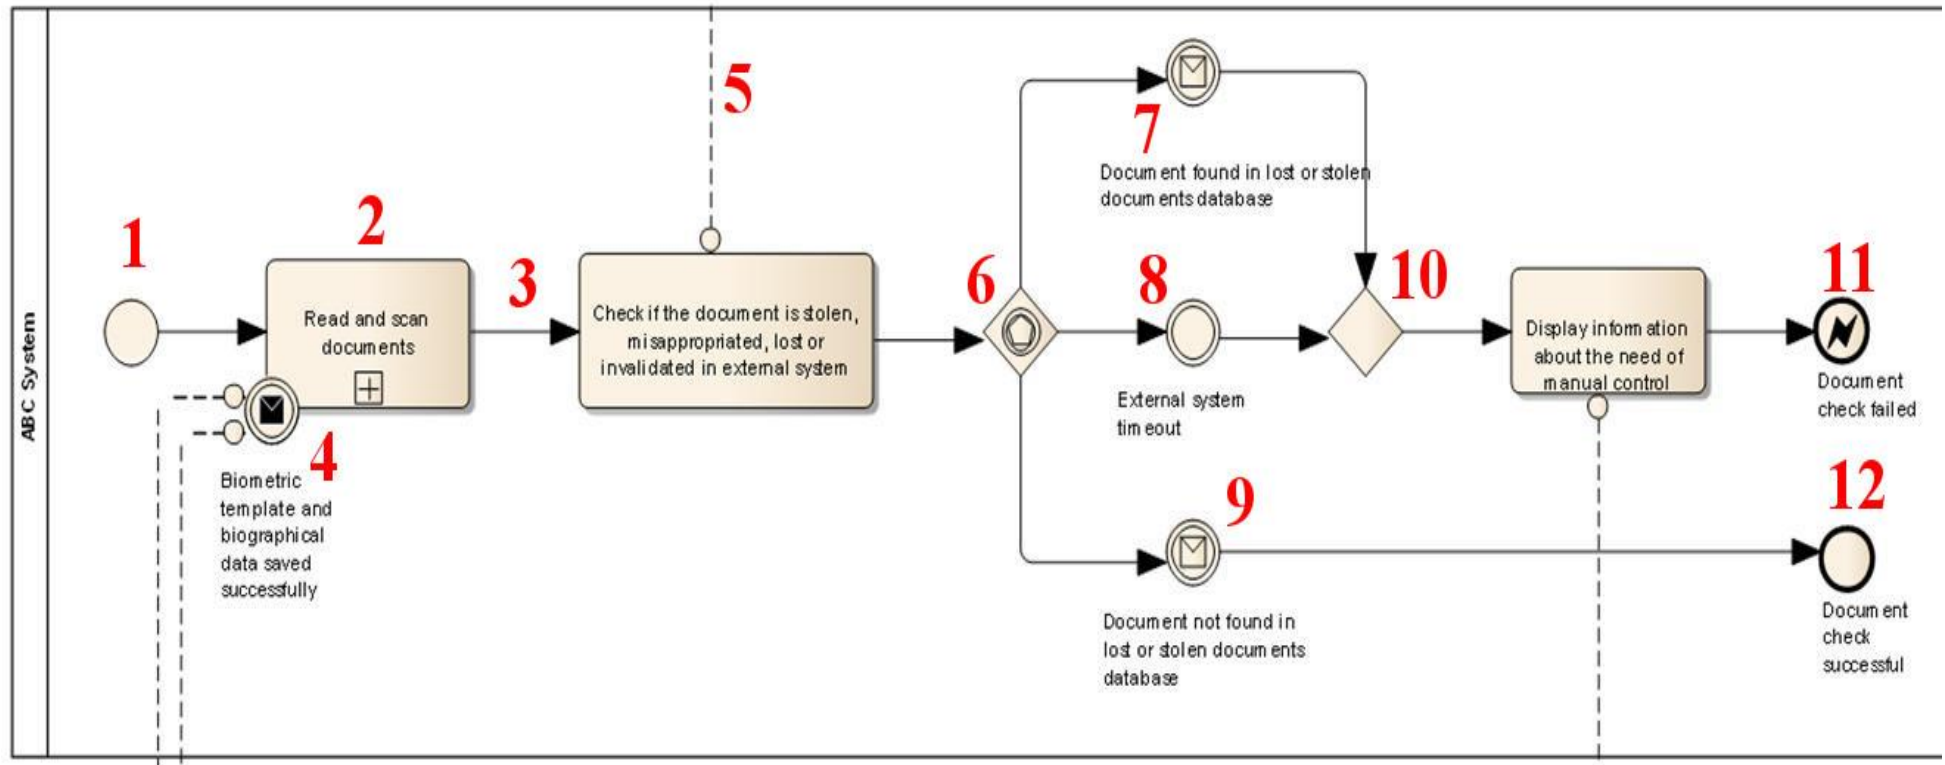 ABC System
1
2
Read and scan
documents
3
4
Biometric
template and
biographical
data saved
successfully
5
Check if the document is stolen,
misappropriated, lost or
invalidated in external system
6
7
Document found in lost or stolen
documents database
8
External system
timeout
9
Document not found in
lost or stolen documents
database
10
Display information
about the need of
manual control
11
Document
check failed
12
Document
check
successful